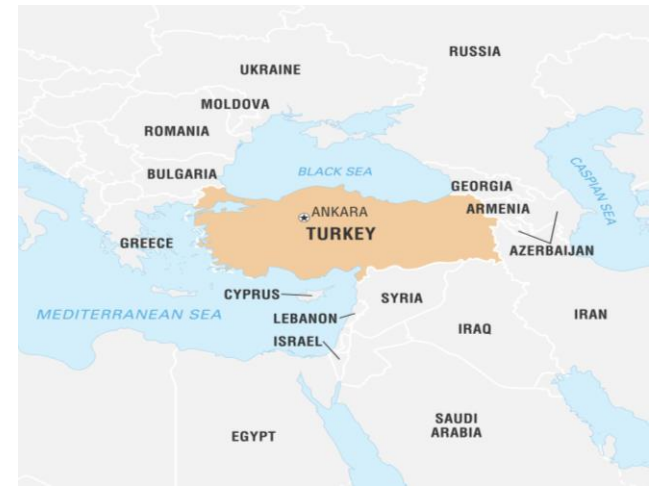 RUSSIA
UKRAINE
MOLDOVA
ROMANIA
BLACK SEA
BULGARIA
CASPIAN SEA
GEORGIA
ARMENIA
ANKARA
TURKEY
GREECE
AZERBAIJAN
CYPRUS
SYRIA
MEDITERRANEAN SEA
LEBANON
IRAN
IRAQ
ISRAEL
SAUDI
ARABIA
EGYPT